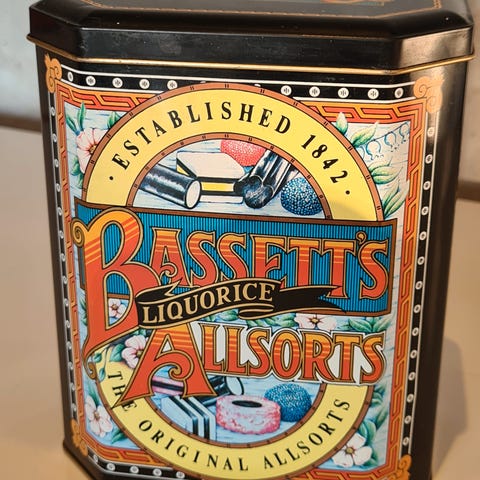 · ESTABLISHED 1842 ·
BASSETT'S
LIQUORICE
ALLSORTS
THE ORIGINAL ALLSORTS